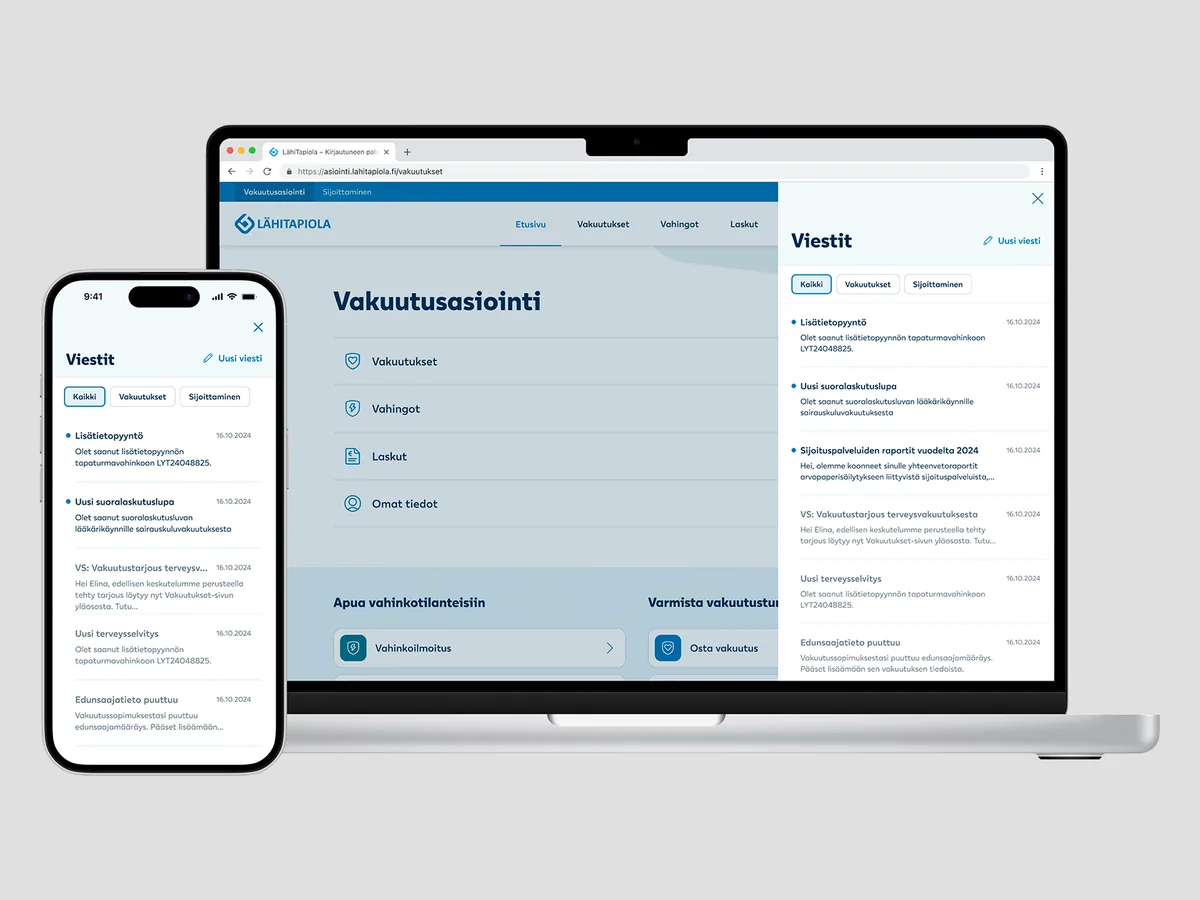 LähiTapiola – Kirjautuneen pal
https://asiointi.lahitapiola.fi/vakuutukset
Vakuutusasiointi
Sijoittaminen
LÄHITAPIOLA
Etusivu
Vakuutukset
Vahingot
Laskut
Vakuutusasiointi
Vakuutukset
Vahingot
Laskut
Omat tiedot
Apua vahinkotilanteisiin
Vahinkoilmoitus
Varmista vakuutustur
Osta vakuutus
Viestit
Uusi viesti
Kaikki
Vakuutukset
Sijoittaminen
Lisätietopyyntö
16.10.2024
Olet saanut lisätietopyynnön tapaturmavahinkoon
LYT24048825.
Uusi suoralaskutuslupa
16.10.2024
Olet saanut suoralaskutusluvan lääkärikäynnille
sairauskuluvakuutuksesta
Sijoituspalveluiden raportit vuodelta 2024
16.10.2024
Hei, olemme koonneet sinulle yhteenvetoraportit
arvopaperisäilytykseen liittyvistä sijoituspalveluista,...
VS: Vakuutustarjous terveysvakuutuksesta
16.10.2024
Hei Elina, edellisen keskutelumme perusteella tehty
tarjous löytyy nyt Vakuutukset-sivun yläosasta. Tutu...
Uusi terveysselvitys
16.10.2024
Olet saanut lisätietopyynnön tapaturmavahinkoon
LYT24048825.
Edunsaajatieto puuttuu
16.10.2024
Vakuutussopimuksestasi puuttuu edunsaajamääräys.
Pääset lisäämään sen vakuutuksen tiedoista.
9:41
Viestit
Uusi viesti
Kaikki
Vakuutukset
Sijoittaminen
Lisätietopyyntö
16.10.2024
Olet saanut lisätietopyynnön
tapaturmavahinkoon LYT24048825.
Uusi suoralaskutuslupa
16.10.2024
Olet saanut suoralaskutusluvan
lääkärikäynnille sairauskuluvakuutuksesta
VS: Vakuutustarjous terveysv...
16.10.2024
Hei Elina, edellisen keskutelumme perusteella
tehty tarjous löytyy nyt Vakuutukset-sivun
yläosasta. Tutu...
Uusi terveysselvitys
16.10.2024
Olet saanut lisätietopyynnön
tapaturmavahinkoon LYT24048825.
Edunsaajatieto puuttuu
16.10.2024
Vakuutussopimuksestasi puuttuu
edunsaajamääräys. Pääset lisäämään...